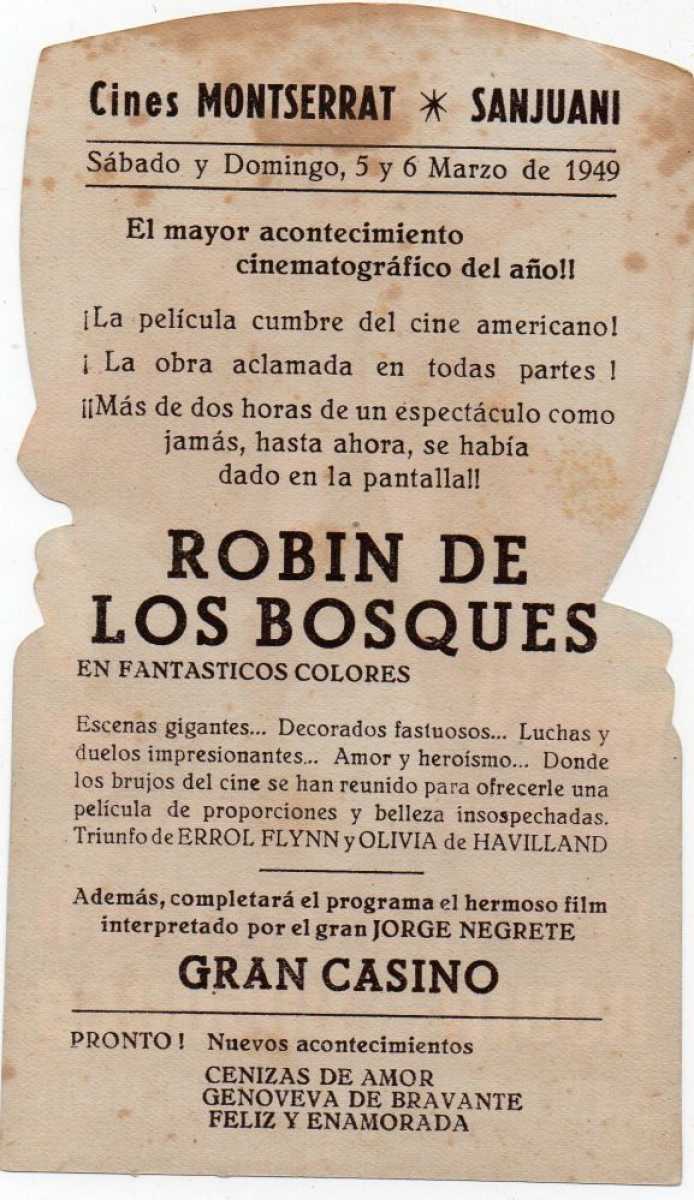 Cines MONTSERRAT * SANJUANI
Sábado y Domingo, 5 y 6 Marzo de 1949
El mayor acontecimiento
cinematográfico del año!!
¡La película cumbre del cine americano!
¡ La obra aclamada en todas partes !
¡¡Más de dos horas de un espectáculo como
jamás, hasta ahora, se había
dado en la pantalla!!
ROBIN DE
LOS BOSQUES
EN FANTASTICOS COLORES
Escenas gigantes... Decorados fastuosos... Luchas y
duelos impresionantes... Amor y heroísmo... Donde
los brujos del cine se han reunido para ofrecerle una
película de proporciones y belleza insospechadas.
Triunfo de ERROL FLYNN y OLIVIA de HAVILLAND
Además, completará el programa el hermoso film
interpretado por el gran JORGE NEGRETE
GRAN CASINO
PRONTO ! Nuevos acontecimientos
CENIZAS DE AMOR
GENOVEVA DE BRAVANTE
FELIZ Y ENAMORADA